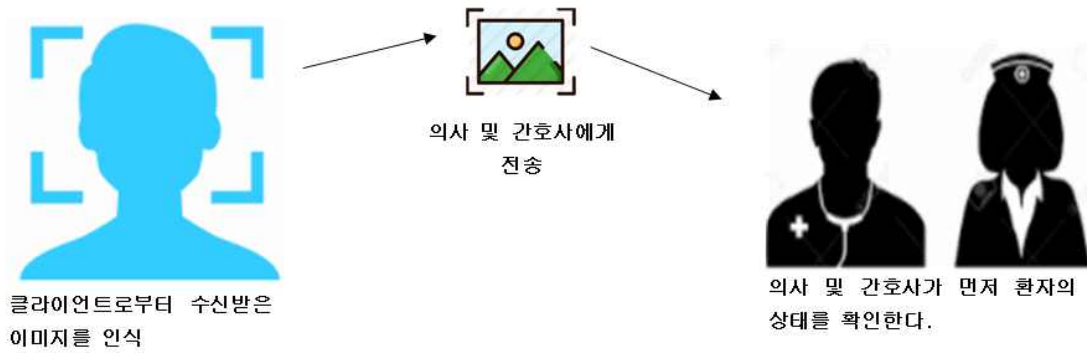 의사 및 간호사에게
전송
클라이언트로부터 수신받은
이미지를 인식
의사 및 간호사가 먼저 환자의
상태를 확인한다.